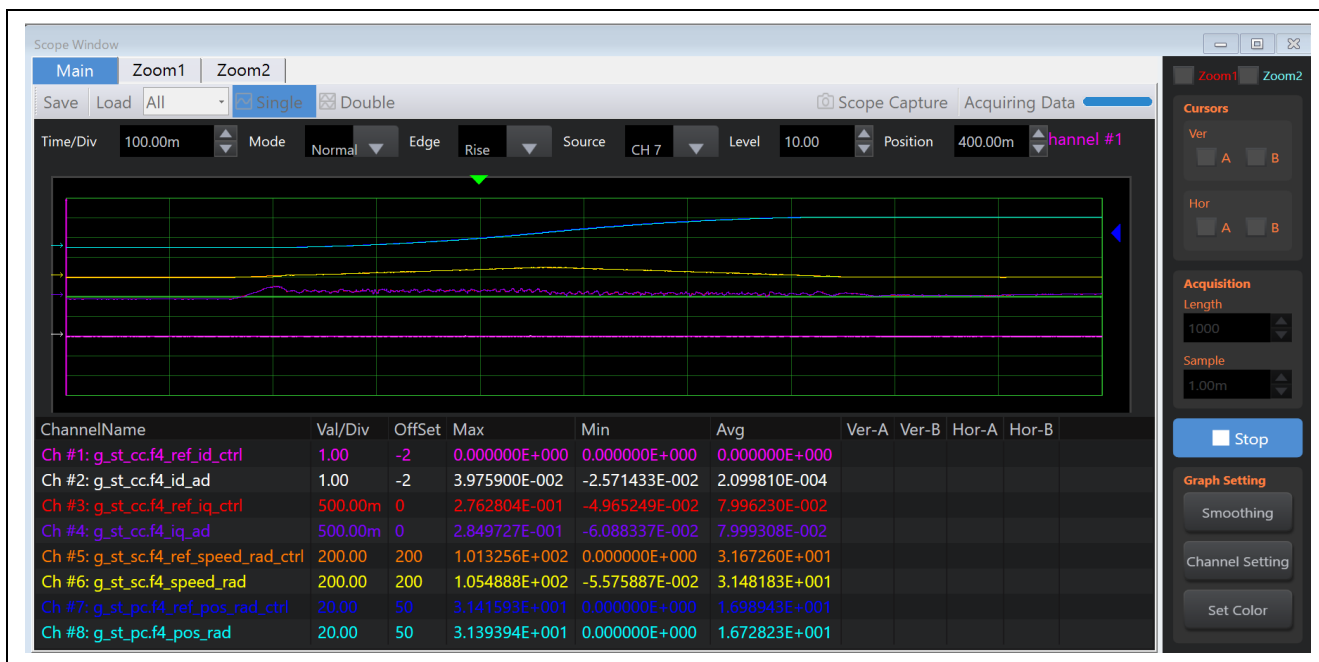 Scope Window
Main Zoom1 Zoom2
Zoom1 Zoom2
Save Load All Single Double Scope Capture Acquiring Data
Cursors
Time/Div 100.00m Mode Normal Edge Rise Source CH 7 Level 10.00 Position 400.00m hannel #1
Ver
A B
Hor
A B
Acquisition
Length
1000
Sample
1.00m
ChannelName Val/Div OffSet Max Min Avg Ver-A Ver-B Hor-A Hor-B
Ch #1: g_st_cc.f4_ref_id_ctrl 1.00 -2 0.000000E+000 0.000000E+000 0.000000E+000
Ch #2: g_st_cc.f4_id_ad 1.00 -2 3.975900E-002 -2.571433E-002 2.099810E-004
Ch #3: g_st_cc.f4_ref_iq_ctrl 500.00m 0 2.762804E-001 -4.965249E-002 7.996230E-002
Ch #4: g_st_cc.f4_iq_ad 500.00m 0 2.849727E-001 -6.088337E-002 7.999308E-002
Ch #5: g_st_sc.f4_ref_speed_rad_ctrl 200.00 200 1.013256E+002 0.000000E+000 3.167260E+001
Ch #6: g_st_sc.f4_speed_rad 200.00 200 1.054888E+002 -5.575887E-002 3.148183E+001
Ch #7: g_st_pc.f4_ref_pos_rad_ctrl 20.00 50 3.141593E+001 0.000000E+000 1.698943E+001
Ch #8: g_st_pc.f4_pos_rad 20.00 50 3.139394E+001 0.000000E+000 1.672823E+001
Stop
Graph Setting
Smoothing
Channel Setting
Set Color